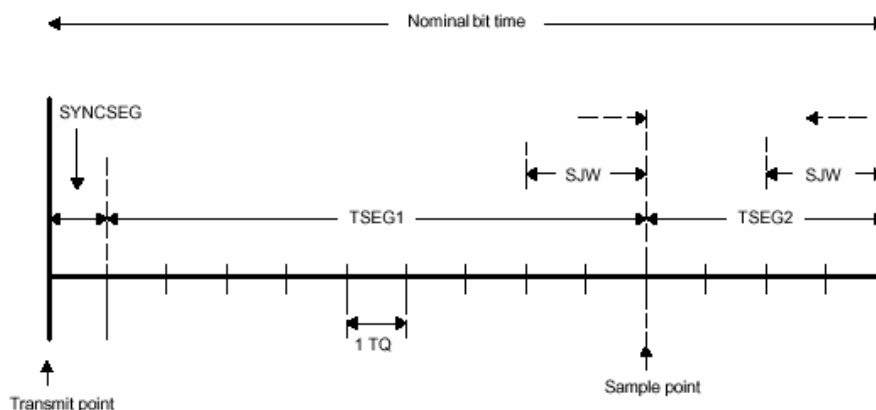 Nominal bit time
SYNCSEG
SJW
SJW
TSEG1
TSEG2
1 TQ
Sample point
Transmit point